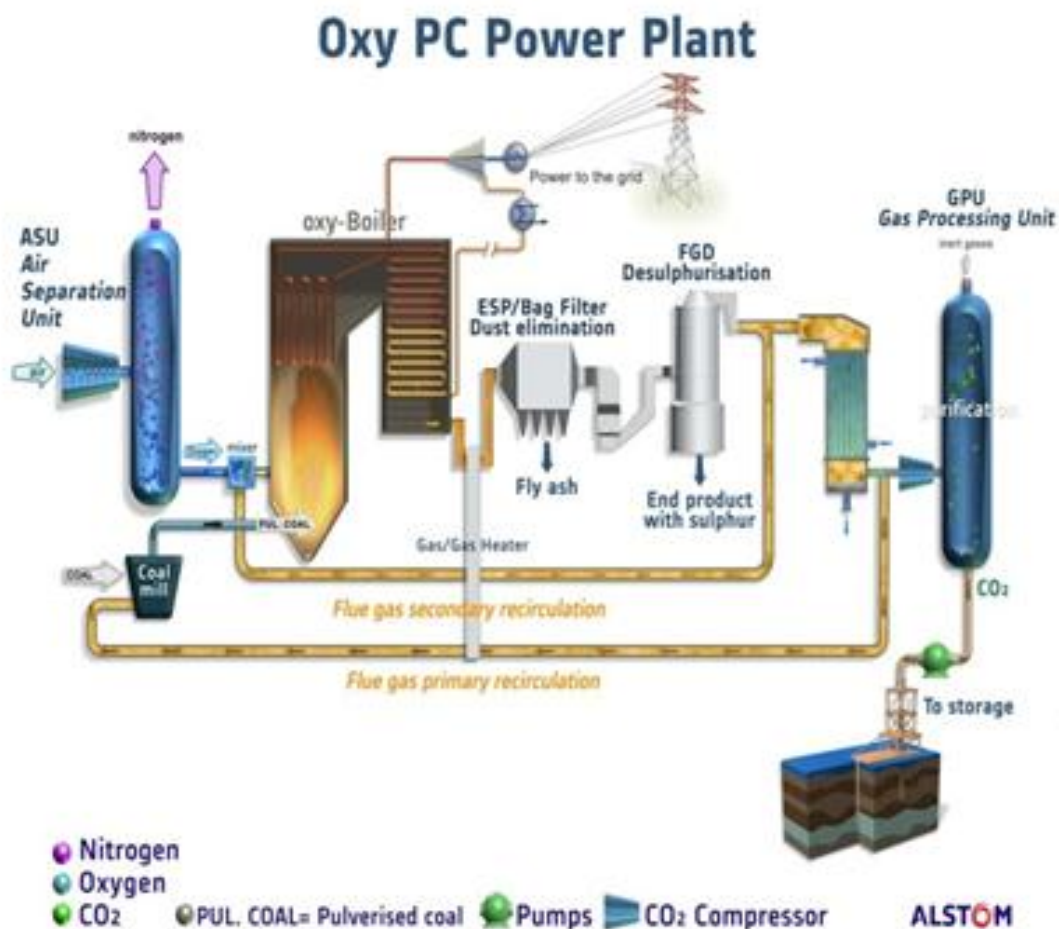 Oxy PC Power Plant
nitrogen
ASU
Air
Separation
Unit
air
oxy-Boiler
Power to the grid
GPU
Gas Processing Unit
inert gases
FGD
Desulphurisation
ESP/Bag Filter
Dust elimination
purification
mixer
Fly ash
End product
with sulphur
PUL. COAL
Gas/Gas Heater
COAL
Coal
mill
CO₂
Flue gas secondary recirculation
Flue gas primary recirculation
To storage
Nitrogen
Oxygen
CO₂
PUL. COAL= Pulverised coal
Pumps
CO₂ Compressor
ALSTOM